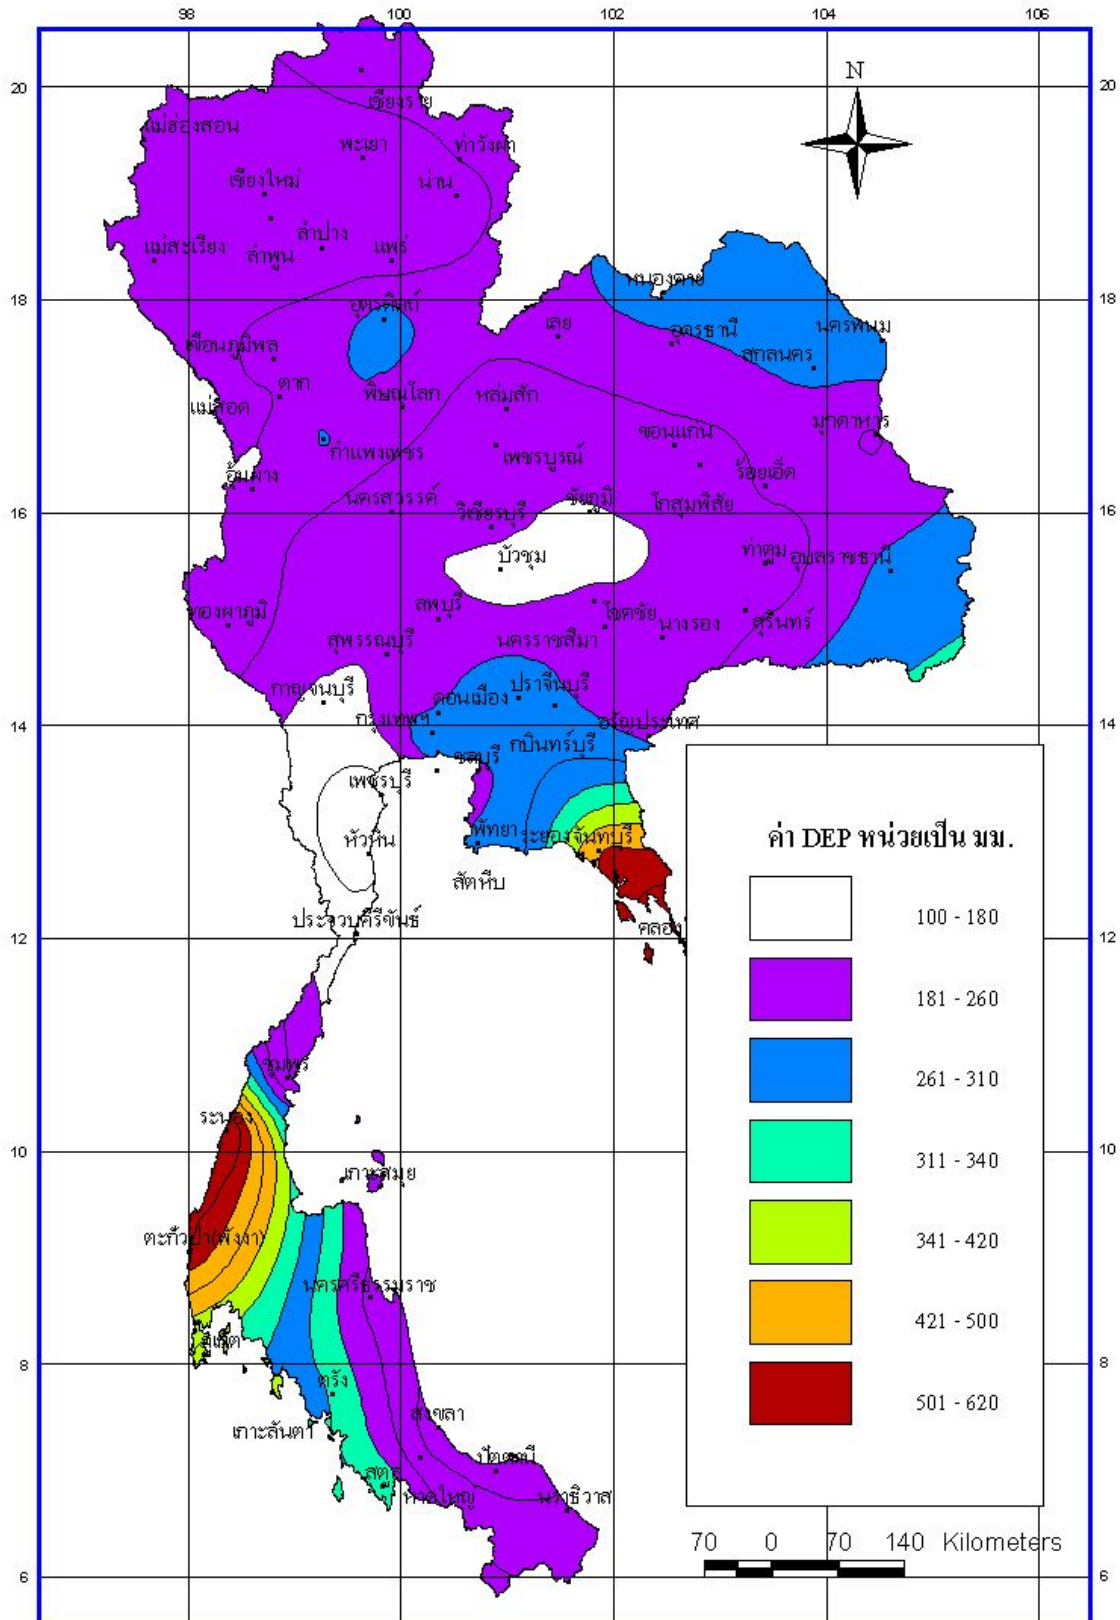 98 100 102 104 106
20 20
N
เชียงราย
แม่ฮ่องสอน
พะเยา
ท่าวังผา
เชียงใหม่
น่าน
ลำปาง
แม่สะเรียง
ลำพูน
แพร่
18 18
หนองคาย
อุตรดิตถ์
เลย
อุดรธานี
นครพนม
เขื่อนภูมิพล
สกลนคร
ตาก
พิษณุโลก
หล่มสัก
แม่สอด
มุกดาหาร
ขอนแก่น
กำแพงเพชร
เพชรบูรณ์
อุ้มผาง
ร้อยเอ็ด
นครสวรรค์
ชัยภูมิ
โกสุมพิสัย
วิเชียรบุรี
16 16
บัวชุม
ท่าตูม
อุบลราชธานี
ทองผาภูมิ
ลพบุรี
โชคชัย
นางรอง
สุรินทร์
สุพรรณบุรี
นครราชสีมา
กาญจนบุรี
ดอนเมือง
ปราจีนบุรี
กรุงเทพฯ
อรัญประเทศ
14 14
กบินทร์บุรี
ชลบุรี
เพชรบุรี
หัวหิน
พัทยา
ระยอง
จันทบุรี
สัตหีบ
ประจวบคีรีขันธ์
คลอง
12 12
ค่า DEP หน่วยเป็น มม.
100 - 180
181 - 260
261 - 310
311 - 340
341 - 420
421 - 500
501 - 620
ชุมพร
ระนอง
10 10
เกาะสมุย
ตะกั่วป่า(พังงา)
นครศรีธรรมราช
ภูเก็ต
8 8
ตรัง
สงขลา
เกาะลันตา
ปัตตานี
สตูล
หาดใหญ่
นราธิวาส
70 0 70 140 Kilometers
6 6